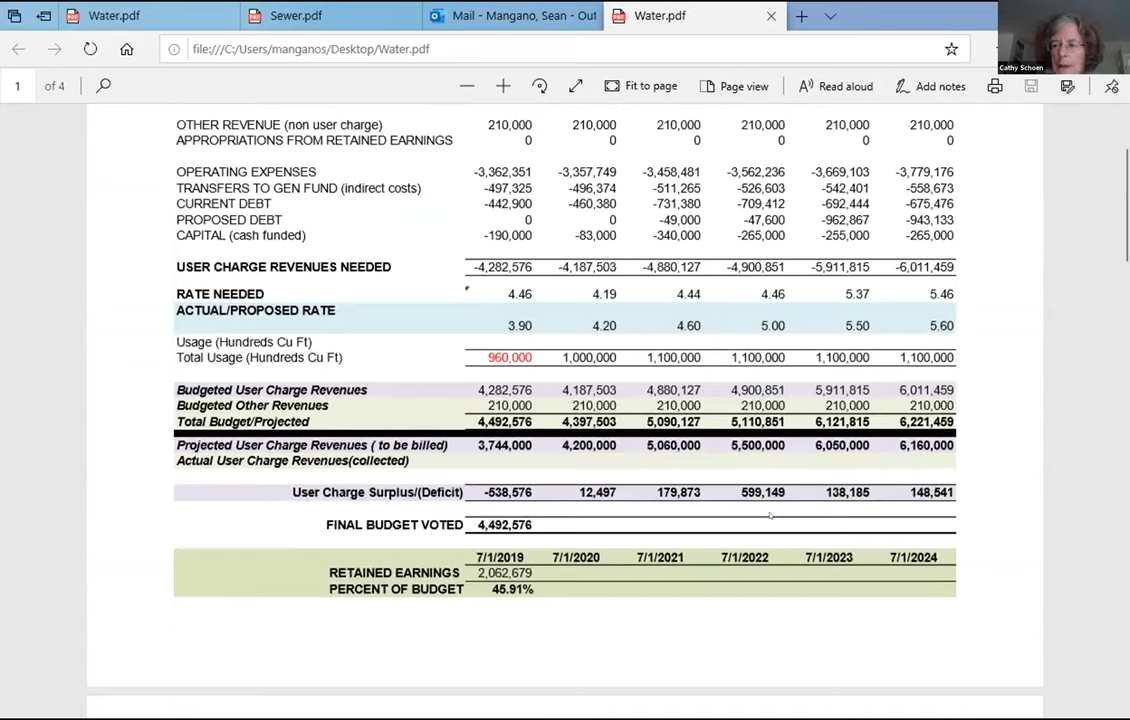 Water.pdf Sewer.pdf Mail - Mangano, Sean - Out Water.pdf
file:///C:/Users/manganos/Desktop/Water.pdf
Cathy Schoen
1 of 4 Fit to page Page view Read aloud Add notes
OTHER REVENUE (non user charge) 210,000 210,000 210,000 210,000 210,000 210,000
APPROPRIATIONS FROM RETAINED EARNINGS 0 0 0 0 0 0
OPERATING EXPENSES -3,362,351 -3,357,749 -3,458,481 -3,562,236 -3,669,103 -3,779,176
TRANSFERS TO GEN FUND (indirect costs) -497,325 -496,374 -511,265 -526,603 -542,401 -558,673
CURRENT DEBT -442,900 -460,380 -731,380 -709,412 -692,444 -675,476
PROPOSED DEBT 0 0 -49,000 -47,600 -962,867 -943,133
CAPITAL (cash funded) -190,000 -83,000 -340,000 -265,000 -255,000 -265,000
USER CHARGE REVENUES NEEDED -4,282,576 -4,187,503 -4,880,127 -4,900,851 -5,911,815 -6,011,459
RATE NEEDED 4.46 4.19 4.44 4.46 5.37 5.46
ACTUAL/PROPOSED RATE
3.90 4.20 4.60 5.00 5.50 5.60
Usage (Hundreds Cu Ft)
Total Usage (Hundreds Cu Ft) 960,000 1,000,000 1,100,000 1,100,000 1,100,000 1,100,000
Budgeted User Charge Revenues 4,282,576 4,187,503 4,880,127 4,900,851 5,911,815 6,011,459
Budgeted Other Revenues 210,000 210,000 210,000 210,000 210,000 210,000
Total Budget/Projected 4,492,576 4,397,503 5,090,127 5,110,851 6,121,815 6,221,459
Projected User Charge Revenues ( to be billed) 3,744,000 4,200,000 5,060,000 5,500,000 6,050,000 6,160,000
Actual User Charge Revenues(collected)
User Charge Surplus/(Deficit) -538,576 12,497 179,873 599,149 138,185 148,541
FINAL BUDGET VOTED 4,492,576
7/1/2019 7/1/2020 7/1/2021 7/1/2022 7/1/2023 7/1/2024
RETAINED EARNINGS 2,062,679
PERCENT OF BUDGET 45.91%